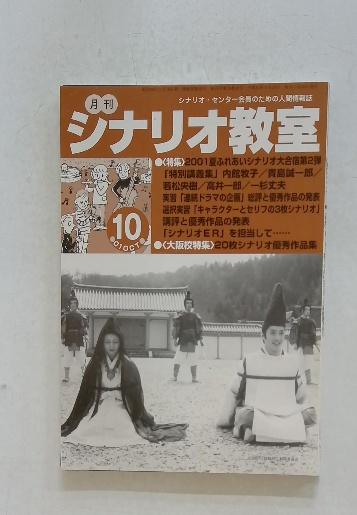 シナリオ・センター会員のための人間情報誌
月刊
シナリオ教室
●〈特集〉2001夏ふれあいシナリオ大合宿第2弾
「特別講義集」内館牧子／貴島誠一郎／
若松央樹／高井一郎／一杉丈夫
実習「連続ドラマの企画」総評と優秀作品の発表
選択実習「キャラクターとセリフの3枚シナリオ」
講評と優秀作品の発表
「シナリオER」を担当して……
●〈大阪校特集〉20枚シナリオ優秀作品集
10
'01 OCT